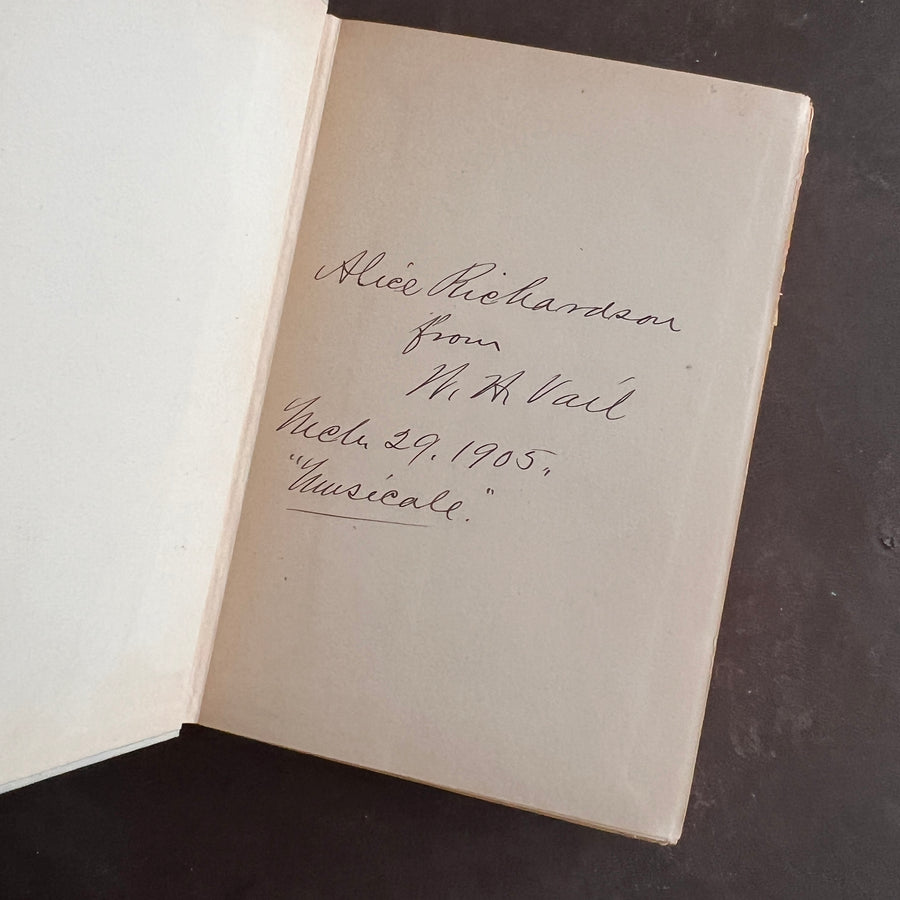 Alice Richardson
from
W. H. Vail
Mch 29, 1905.
"Musicale."